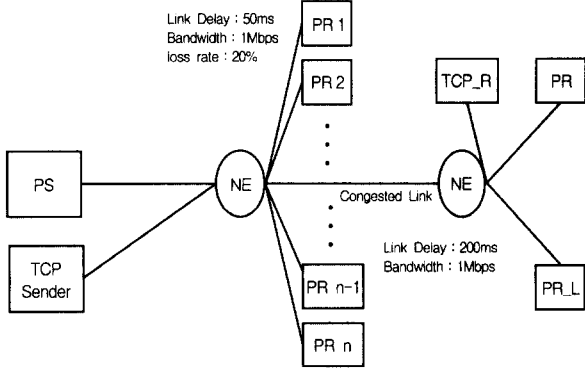 Link Delay : 50ms
Bandwidth : 1Mbps
loss rate : 20%
PR 1
PR 2
TCP_R
PR
PS
NE
NE
Congested Link
TCP
Sender
Link Delay : 200ms
Bandwidth : 1Mbps
PR n-1
PR_L
PR n